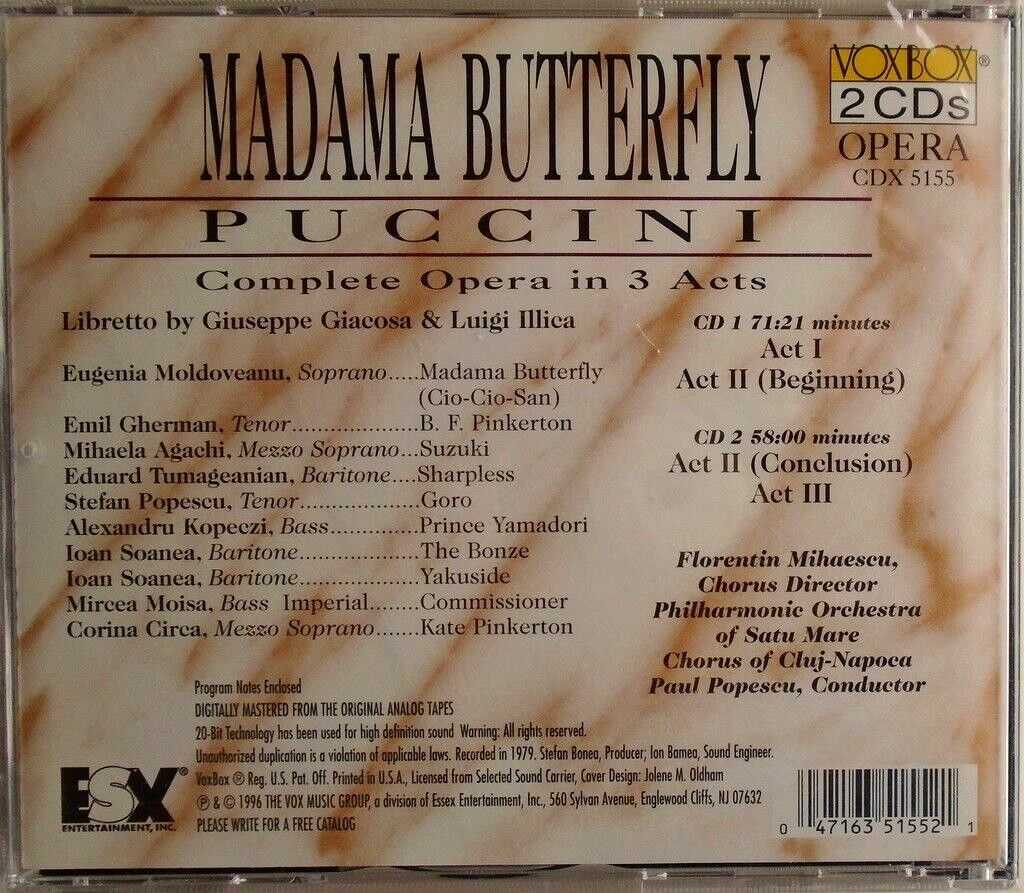 MADAMA BUTTERFLY
VOXBOX®
2 CDs
OPERA
CDX 5155
PUCCINI
Complete Opera in 3 Acts
Libretto by Giuseppe Giacosa & Luigi Illica
Eugenia Moldoveanu, Soprano.....Madama Butterfly
(Cio-Cio-San)
Emil Gherman, Tenor...................B. F. Pinkerton
Mihaela Agachi, Mezzo Soprano...Suzuki
Eduard Tumageanian, Baritone....Sharpless
Stefan Popescu, Tenor..................Goro
Alexandru Kopeczi, Bass.............Prince Yamadori
Ioan Soanea, Baritone.................The Bonze
Ioan Soanea, Baritone.................Yakuside
Mircea Moisa, Bass Imperial........Commissioner
Corina Circa, Mezzo Soprano.......Kate Pinkerton
CD 1 71:21 minutes
Act I
Act II (Beginning)
CD 2 58:00 minutes
Act II (Conclusion)
Act III
Florentin Mihaescu,
Chorus Director
Philharmonic Orchestra
of Satu Mare
Chorus of Cluj-Napoca
Paul Popescu, Conductor
Program Notes Enclosed
DIGITALLY MASTERED FROM THE ORIGINAL ANALOG TAPES
20-Bit Technology has been used for high definition sound Warning: All rights reserved.
Unauthorized duplication is a violation of applicable laws. Recorded in 1979. Stefan Bonea, Producer, Ion Bamea, Sound Engineer.
VoxBox ® Reg. U.S. Pat. Off. Printed in U.S.A., Licensed from Selected Sound Carrier, Cover Design: Jolene M. Oldham
℗ & © 1996 THE VOX MUSIC GROUP, a division of Essex Entertainment, Inc., 560 Sylvan Avenue, Englewood Cliffs, NJ 07632
PLEASE WRITE FOR A FREE CATALOG
ESX®
ENTERTAINMENT, INC.
0 47163 51552 1